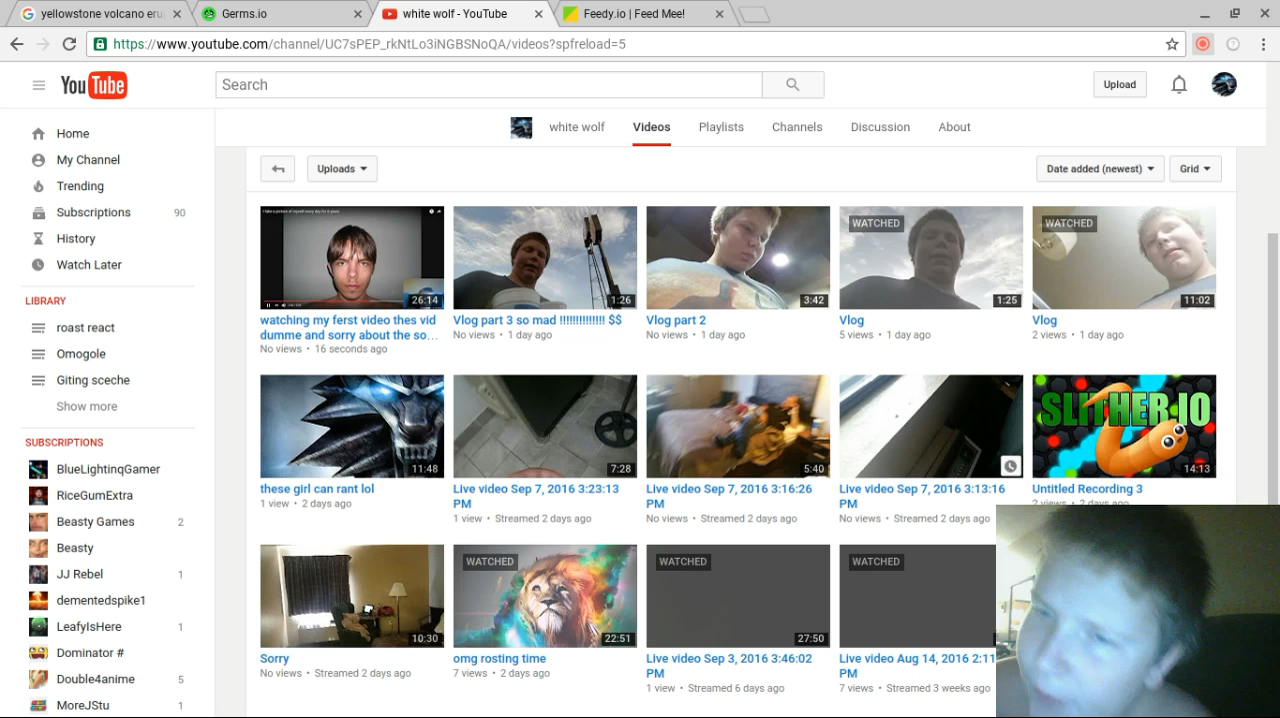 yellowstone volcano eru
Germs.io
white wolf - YouTube
Feedy.io | Feed Mee!
https://www.youtube.com/channel/UC7sPEP_rkNtLo3iNGBSNoQA/videos?spfreload=5
YouTube
Search
Upload
white wolf
Videos
Playlists
Channels
Discussion
About
Home
My Channel
Trending
Subscriptions 90
History
Watch Later
LIBRARY
roast react
Omogole
Giting sceche
Show more
SUBSCRIPTIONS
BlueLightinqGamer
RiceGumExtra
Beasty Games 2
Beasty
JJ Rebel 1
dementedspike1
LeafyIsHere 1
Dominator #
Double4anime 5
MoreJStu 1
Uploads
Date added (newest)
Grid
26:14
watching my ferst video thes vid
dumme and sorry about the so...
No views • 16 seconds ago
1:26
Vlog part 3 so mad !!!!!!!!!!!!!! $$
No views • 1 day ago
3:42
Vlog part 2
No views • 1 day ago
WATCHED
1:25
Vlog
5 views • 1 day ago
WATCHED
11:02
Vlog
2 views • 1 day ago
11:48
these girl can rant lol
1 view • 2 days ago
7:28
Live video Sep 7, 2016 3:23:13
PM
1 view • Streamed 2 days ago
5:40
Live video Sep 7, 2016 3:16:26
PM
No views • Streamed 2 days ago
Live video Sep 7, 2016 3:13:16
PM
No views • Streamed 2 days ago
SLITHER.IO
14:13
Untitled Recording 3
2 views • 2 days ago
10:30
Sorry
No views • Streamed 2 days ago
WATCHED
22:51
omg rosting time
7 views • 2 days ago
WATCHED
27:50
Live video Sep 3, 2016 3:46:02
PM
1 view • Streamed 6 days ago
WATCHED
Live video Aug 14, 2016 2:11
PM
7 views • Streamed 3 weeks ago